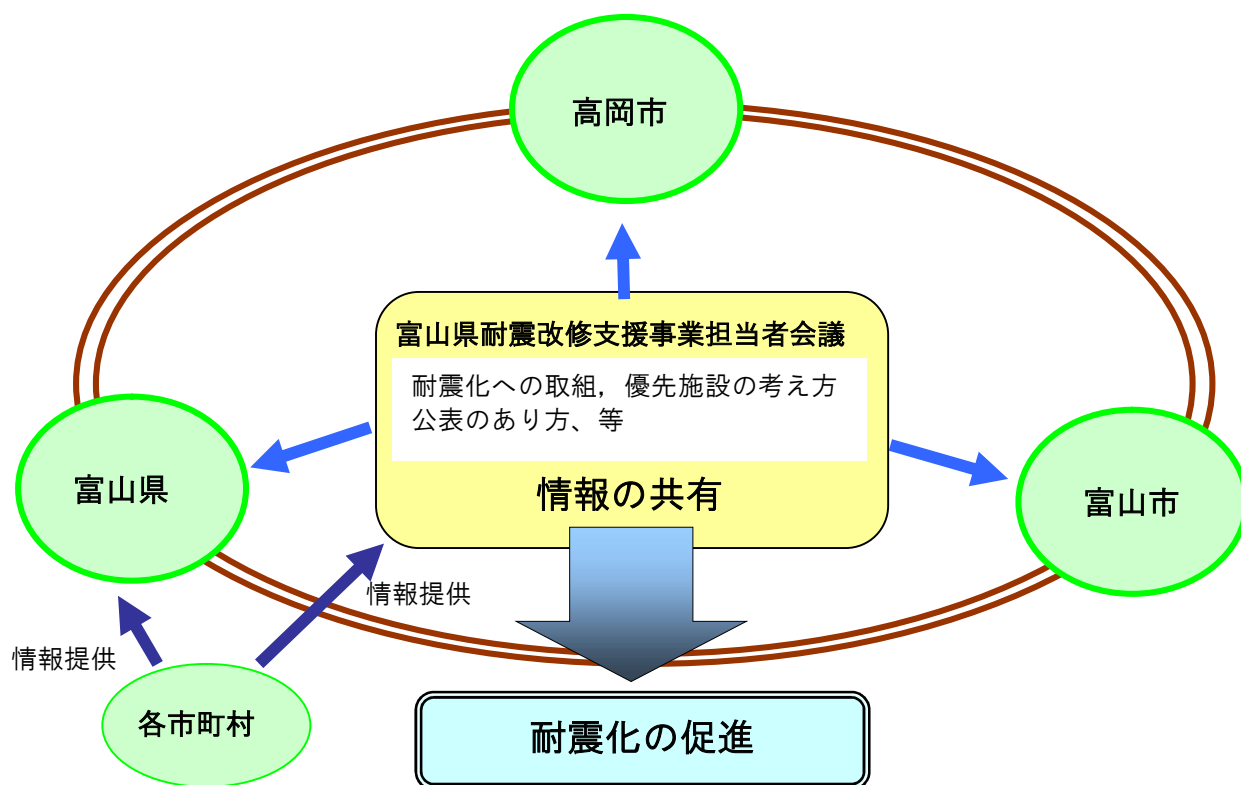 高岡市
富山県耐震改修支援事業担当者会議
耐震化への取組，優先施設の考え方
公表のあり方、等
情報の共有
富山県
富山市
情報提供
情報提供
各市町村
耐震化の促進